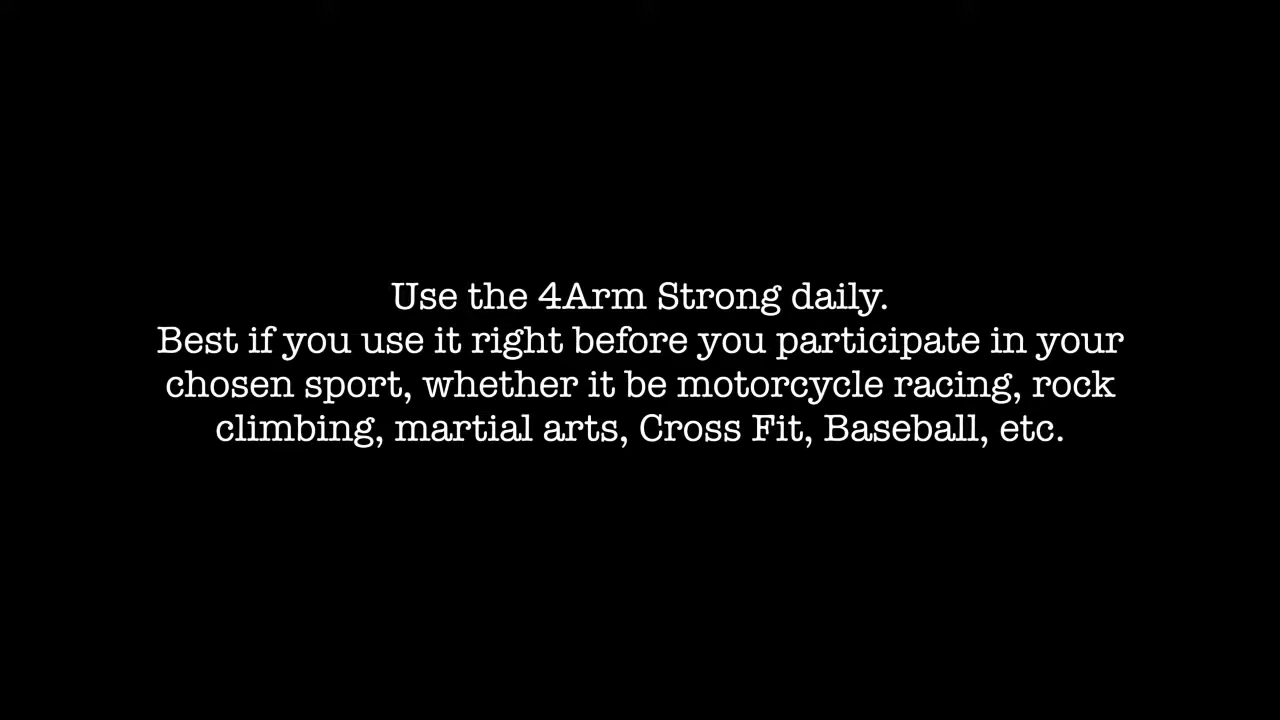 Use the 4Arm Strong daily.
Best if you use it right before you participate in your
chosen sport, whether it be motorcycle racing, rock
climbing, martial arts, Cross Fit, Baseball, etc.